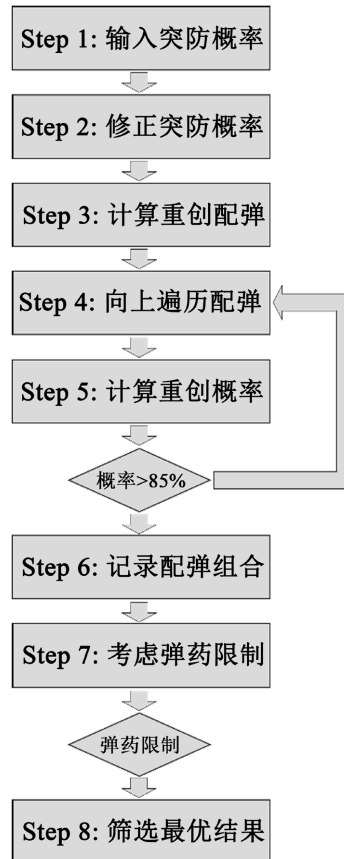 Step 1: 输入突防概率
Step 2: 修正突防概率
Step 3: 计算重创配弹
Step 4: 向上遍历配弹
Step 5: 计算重创概率
概率>85%
Step 6: 记录配弹组合
Step 7: 考虑弹药限制
弹药限制
Step 8: 筛选最优结果